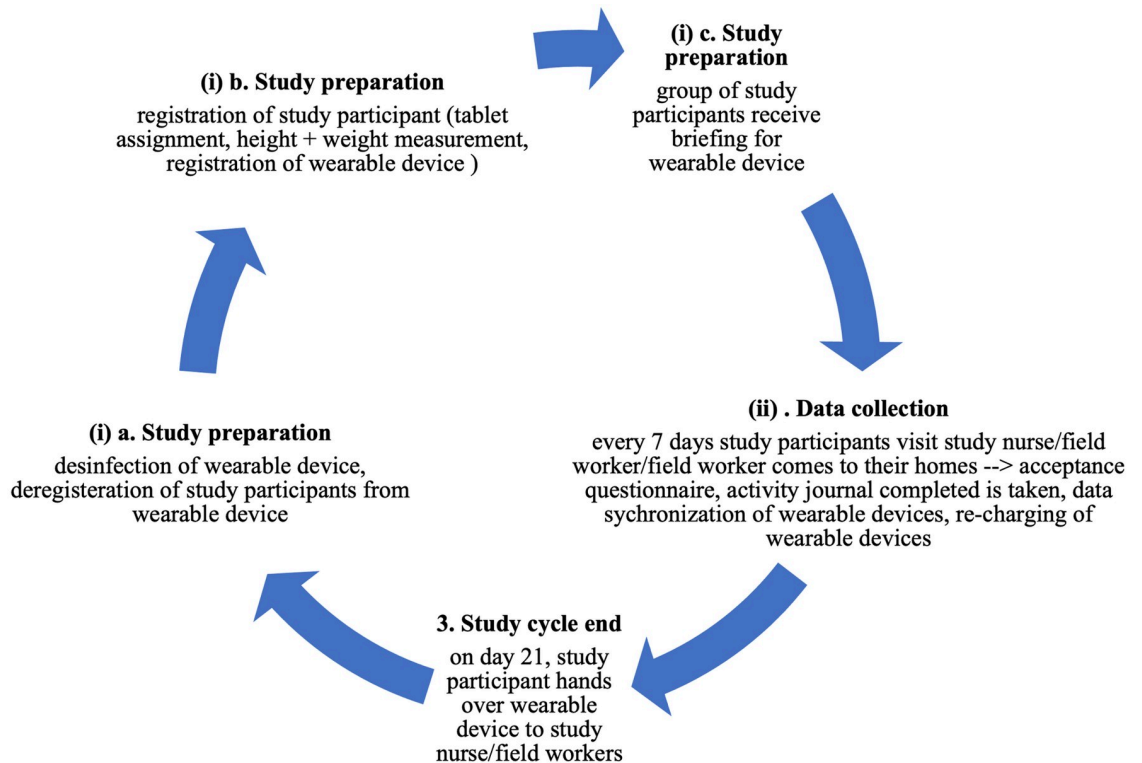 (i) c. Study
preparation
group of study
participants receive
briefing for
wearable device
(i) b. Study preparation
registration of study participant (tablet
assignment, height + weight measurement,
registration of wearable device )
(ii) . Data collection
every 7 days study participants visit study nurse/field
worker/field worker comes to their homes --> acceptance
questionnaire, activity journal completed is taken, data
sychronization of wearable devices, re-charging of
wearable devices
(i) a. Study preparation
desinfection of wearable device,
deregisteration of study participants from
wearable device
3. Study cycle end
on day 21, study
participant hands
over wearable
device to study
nurse/field workers